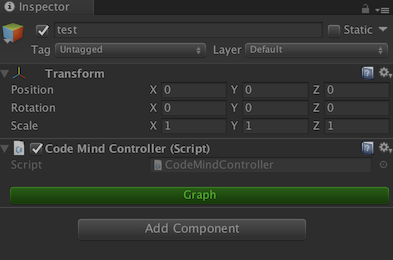 Inspector
test Static
Tag Untagged Layer Default
Transform
Position X 0 Y 0 Z 0
Rotation X 0 Y 0 Z 0
Scale X 1 Y 1 Z 1
C# Code Mind Controller (Script)
Script CodeMindController
Graph
Add Component